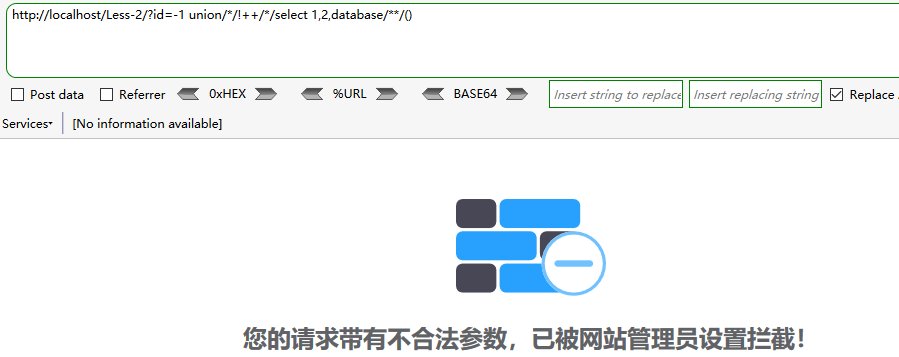 http://localhost/Less-2/?id=-1 union/*/!++/*/select 1,2,database/**/()
Post data Referrer 0xHEX %URL BASE64 Insert string to replace Insert replacing string Replace
Services [No information available]
您的请求带有不合法参数，已被网站管理员设置拦截！